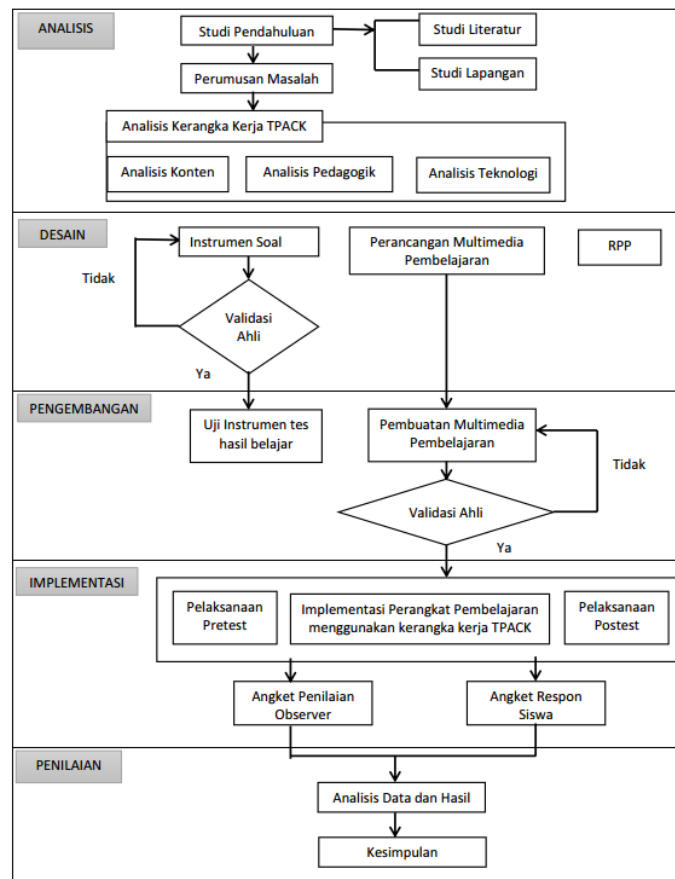 ANALISIS
Studi Pendahuluan
Studi Literatur
Studi Lapangan
Perumusan Masalah
Analisis Kerangka Kerja TPACK
Analisis Konten
Analisis Pedagogik
Analisis Teknologi
DESAIN
Instrumen Soal
Perancangan Multimedia
Pembelajaran
RPP
Tidak
Validasi
Ahli
Ya
PENGEMBANGAN
Uji Instrumen tes
hasil belajar
Pembuatan Multimedia
Pembelajaran
Tidak
Validasi Ahli
Ya
IMPLEMENTASI
Pelaksanaan
Pretest
Implementasi Perangkat Pembelajaran
menggunakan kerangka kerja TPACK
Pelaksanaan
Postest
Angket Penilaian
Observer
Angket Respon
Siswa
PENILAIAN
Analisis Data dan Hasil
Kesimpulan